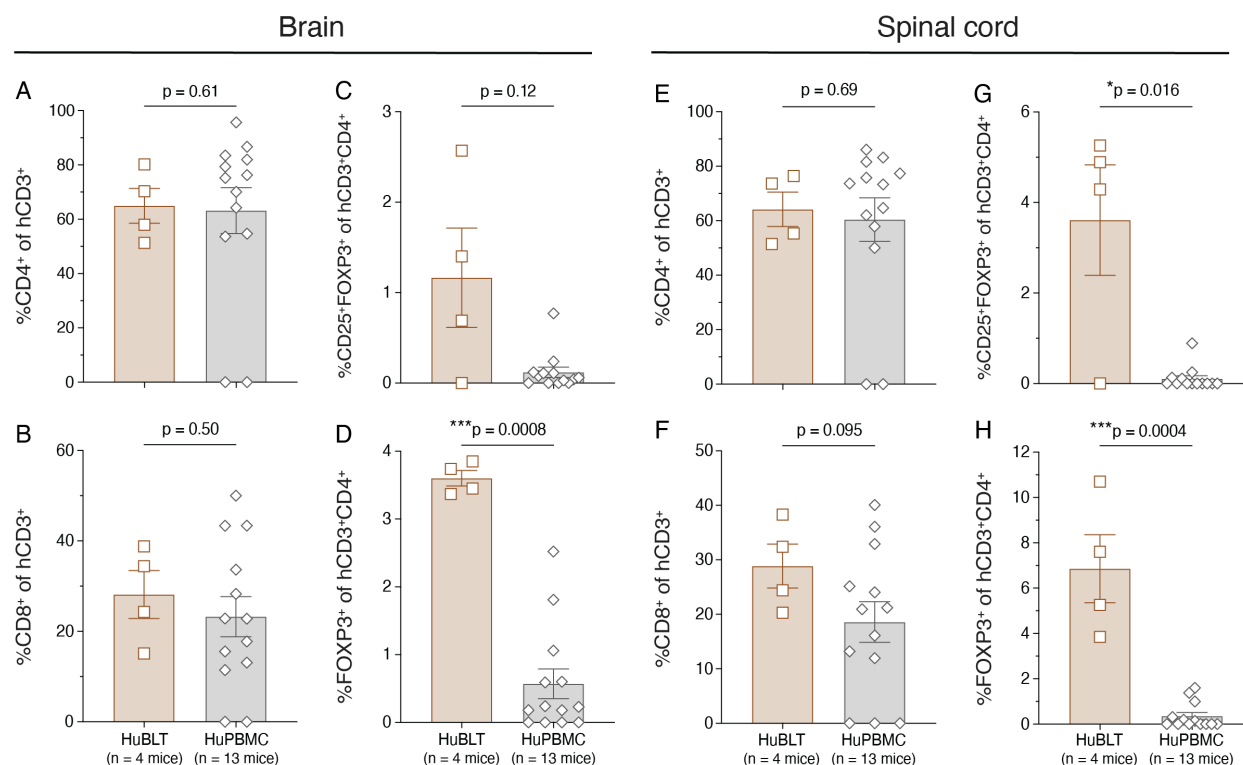 Brain
Spinal cord
A
p = 0.61
%CD4⁺ of hCD3⁺
100
80
60
40
20
0
C
p = 0.12
%CD25⁺FOXP3⁺ of hCD3⁺CD4⁺
3
2
1
0
E
p = 0.69
%CD4⁺ of hCD3⁺
100
80
60
40
20
0
G
*p = 0.016
%CD25⁺FOXP3⁺ of hCD3⁺CD4⁺
6
4
2
0
B
p = 0.50
%CD8⁺ of hCD3⁺
60
40
20
0
HuBLT
(n = 4 mice)
HuPBMC
(n = 13 mice)
D
***p = 0.0008
%FOXP3⁺ of hCD3⁺CD4⁺
4
3
2
1
0
HuBLT
(n = 4 mice)
HuPBMC
(n = 13 mice)
F
p = 0.095
%CD8⁺ of hCD3⁺
50
40
30
20
10
0
HuBLT
(n = 4 mice)
HuPBMC
(n = 13 mice)
H
***p = 0.0004
%FOXP3⁺ of hCD3⁺CD4⁺
12
10
8
6
4
2
0
HuBLT
(n = 4 mice)
HuPBMC
(n = 13 mice)